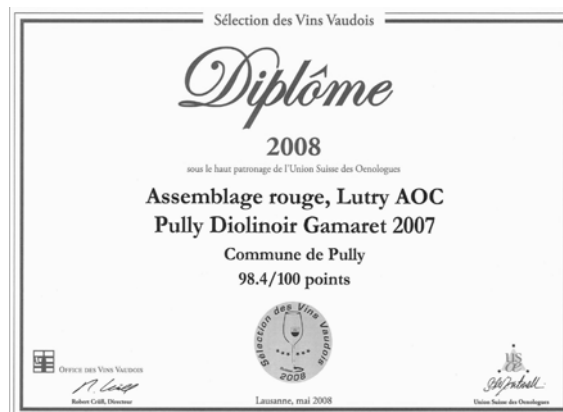 Sélection des Vins Vaudois
Diplôme
2008
sous le haut patronage de l'Union Suisse des Oenologues
Assemblage rouge, Lutry AOC
Pully Diolinoir Gamaret 2007
Commune de Pully
98.4/100 points
Sélection des Vins Vaudois
2008
OFFICE DES VINS VAUDOIS
Robert Crüll, Directeur
Lausanne, mai 2008
Union Suisse des Oenologues